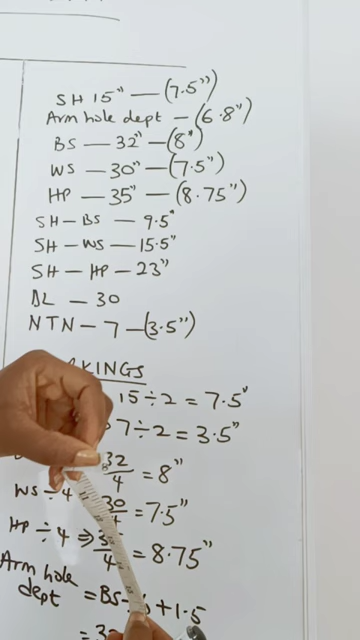 SH 15" — (7.5")
Arm hole dept — (6.8")
BS — 32" — (8")
WS — 30" — (7.5")
HP — 35" — (8.75")
SH — BS — 9.5"
SH — WS — 15.5"
SH — HP — 23"
BL — 30
NTN — 7 — (3.5")
KINGS
15 ÷ 2 = 7.5"
7 ÷ 2 = 3.5"
32/4 = 8"
WS ÷ 4 30/4 = 7.5"
HP ÷ 4 ⇒ 3 /4 = 8.75"
Arm hole dept = BS + 1.5
= 3